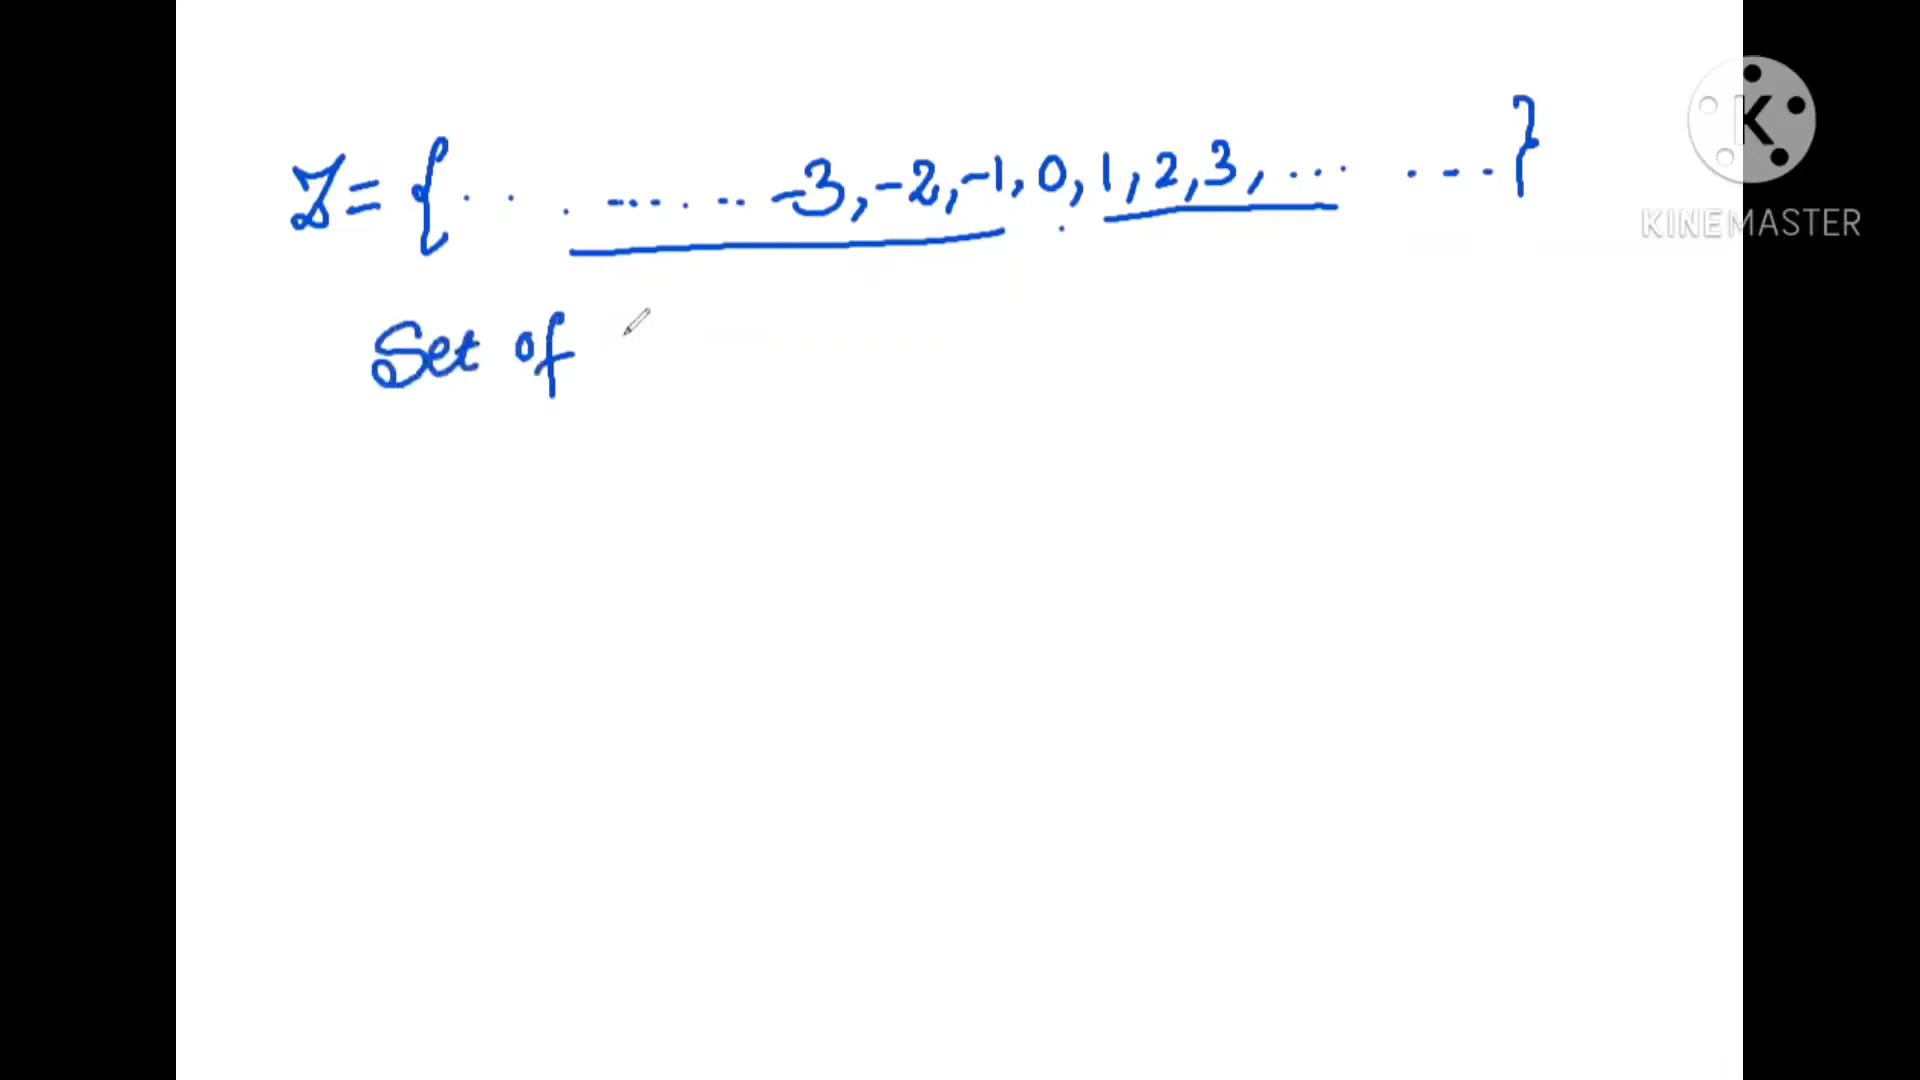 Z = {. . . ... . .. -3, -2, -1, 0, 1, 2, 3, ... . ...}
Set of
K
KINEMASTER